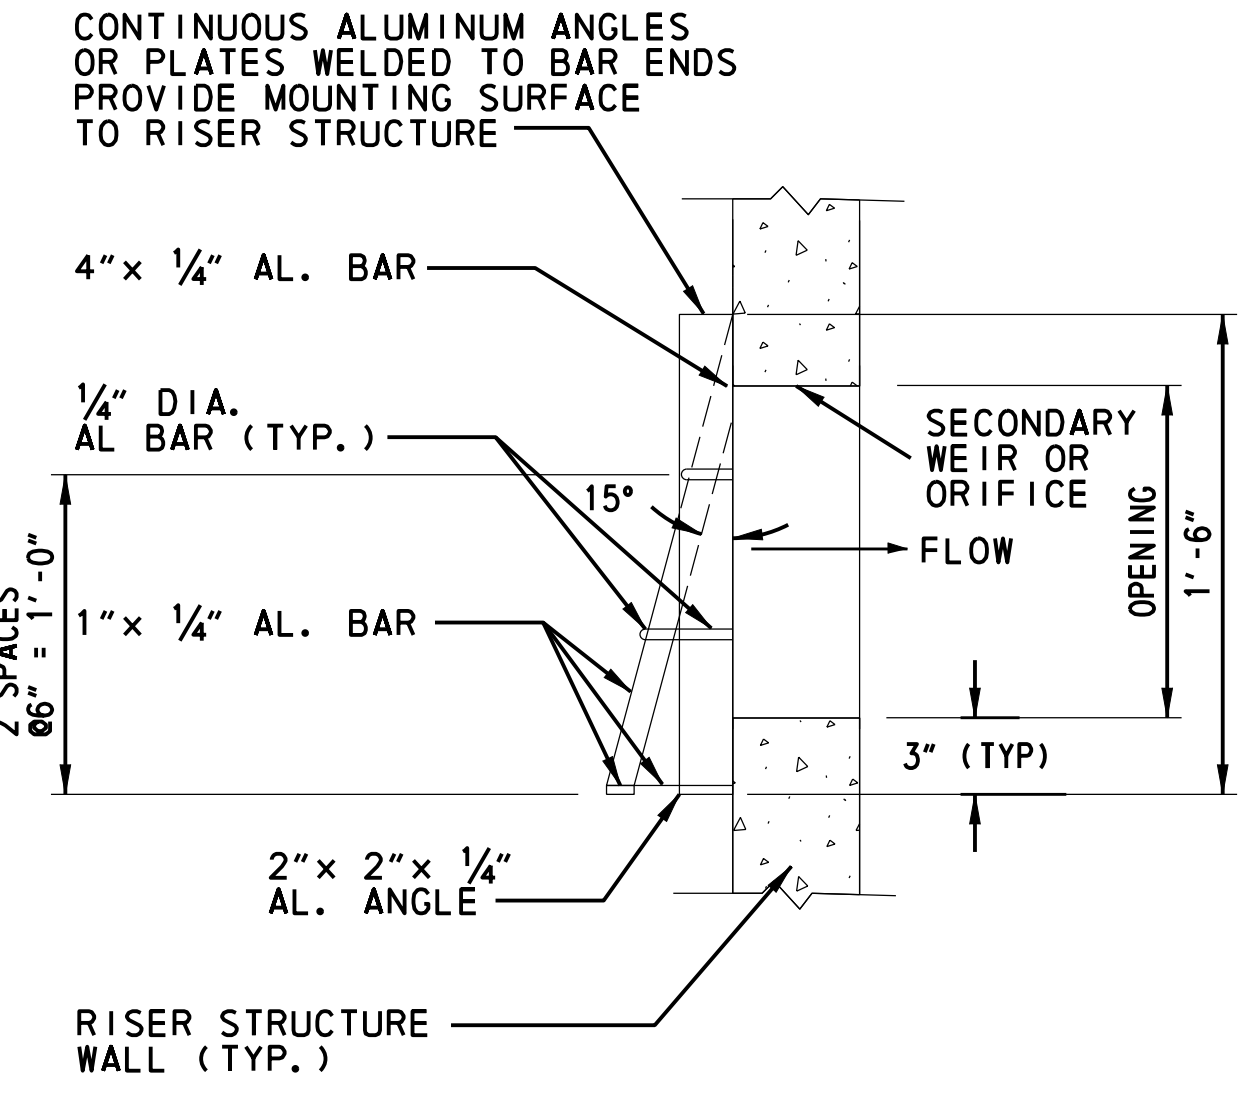 CONTINUOUS ALUMINUM ANGLES
OR PLATES WELDED TO BAR ENDS
PROVIDE MOUNTING SURFACE
TO RISER STRUCTURE
4"x 1/4" AL. BAR
1/4" DIA.
AL BAR (TYP.)
SECONDARY
WEIR OR
ORIFICE
15°
OPENING
1'-6"
FLOW
2 SPACES
@6" = 1'-0"
1"x 1/4" AL. BAR
3" (TYP)
2"x 2"x 1/4"
AL. ANGLE
RISER STRUCTURE
WALL (TYP.)